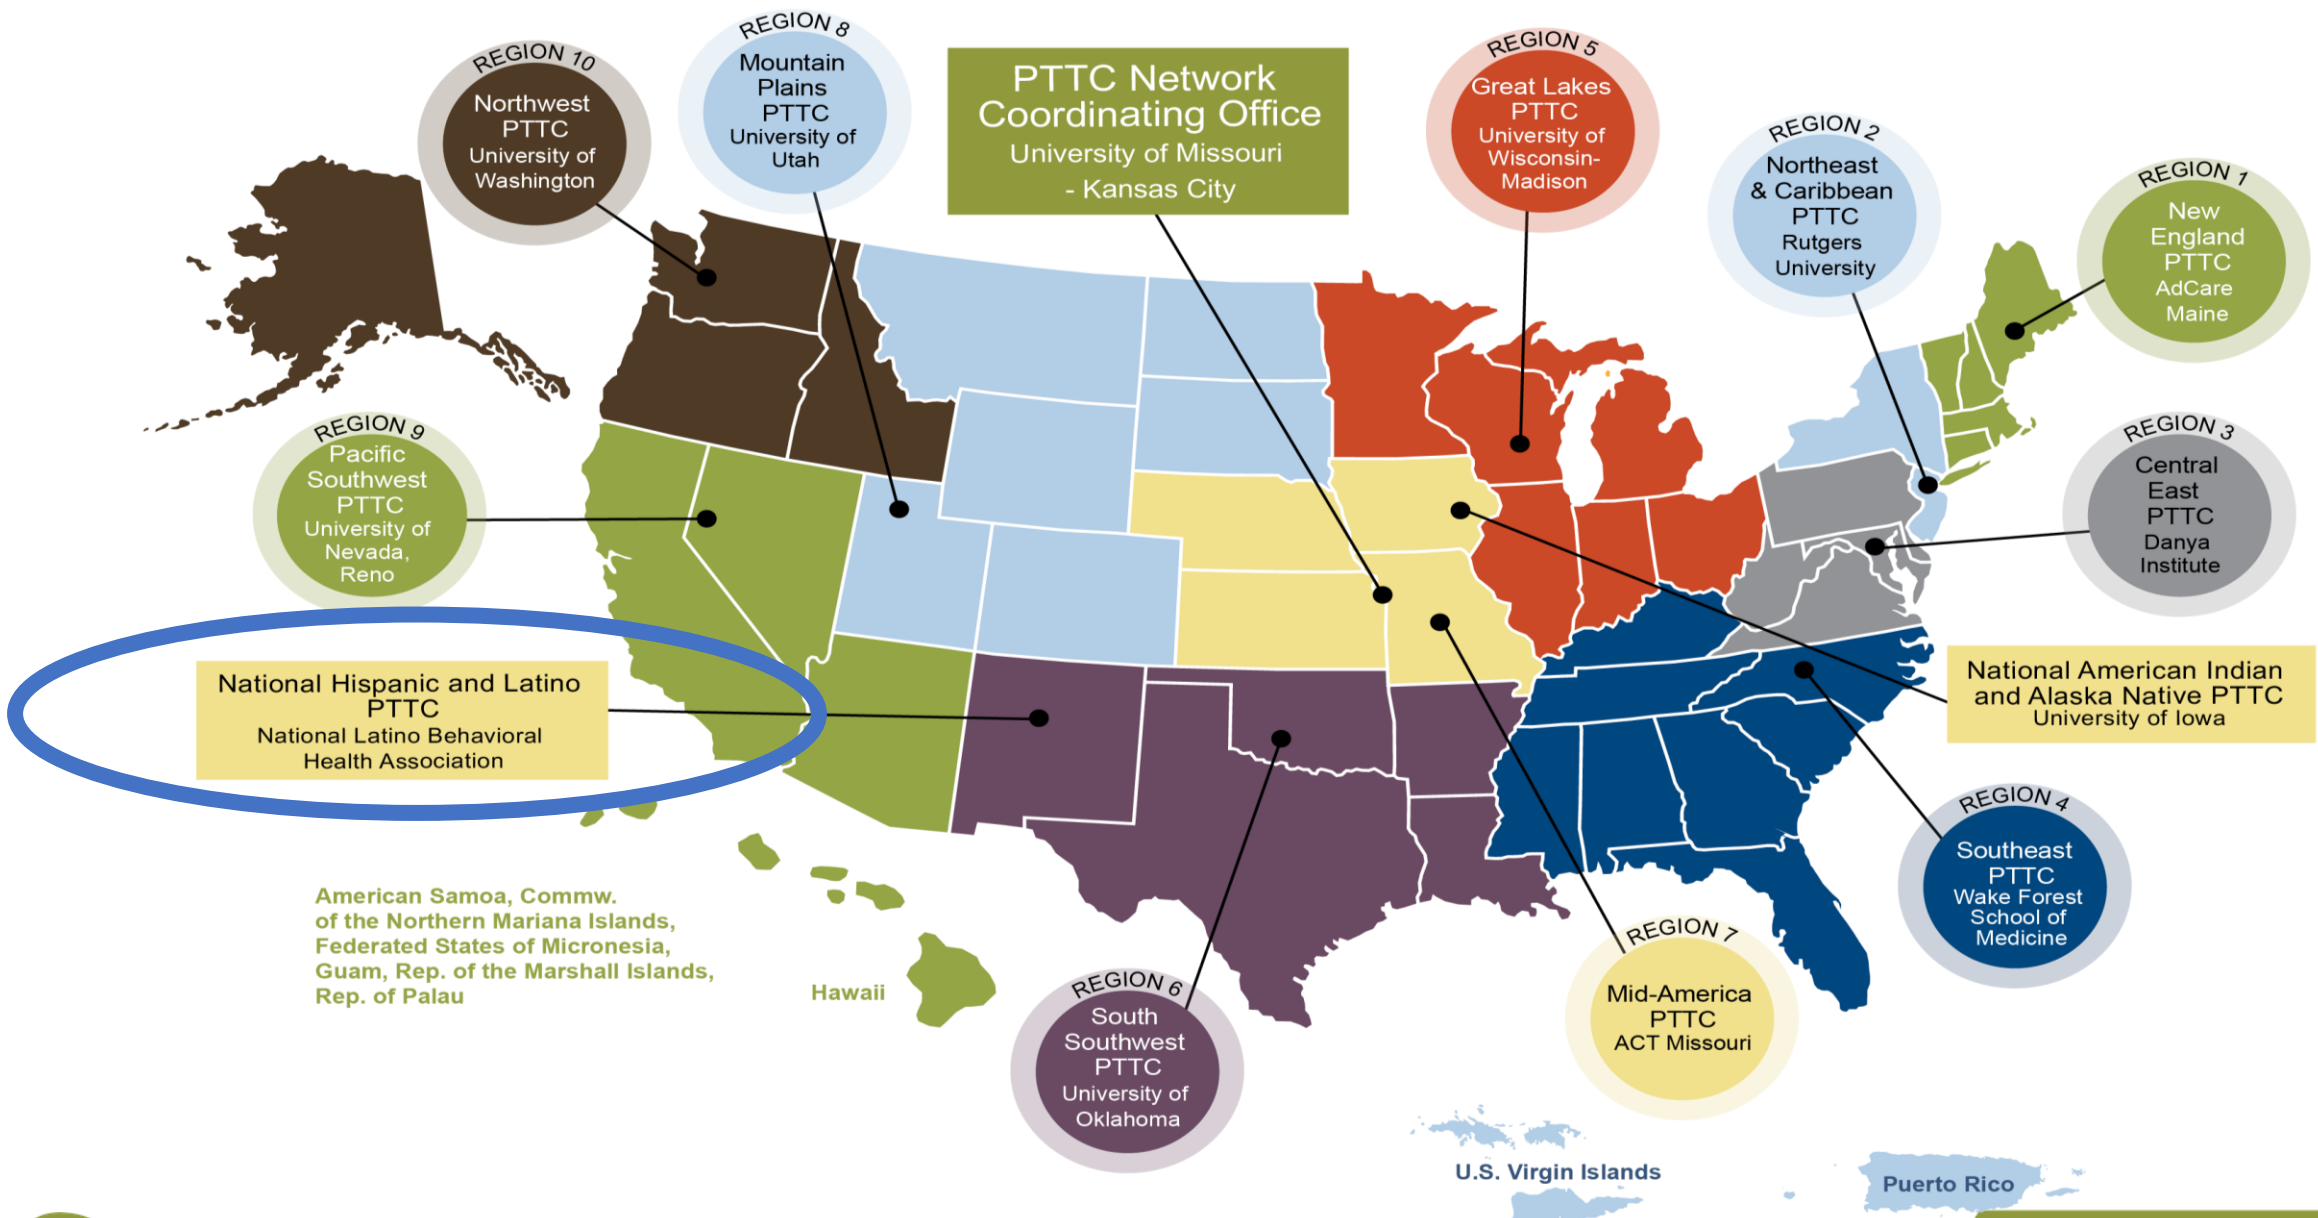 REGION 10
Northwest
PTTC
University of
Washington
REGION 8
Mountain
Plains
PTTC
University of
Utah
PTTC Network
Coordinating Office
University of Missouri
- Kansas City
REGION 5
Great Lakes
PTTC
University of
Wisconsin-
Madison
REGION 2
Northeast
& Caribbean
PTTC
Rutgers
University
REGION 1
New
England
PTTC
AdCare
Maine
REGION 9
Pacific
Southwest
PTTC
University of
Nevada,
Reno
REGION 3
Central
East
PTTC
Danya
Institute
National Hispanic and Latino
PTTC
National Latino Behavioral
Health Association
National American Indian
and Alaska Native PTTC
University of Iowa
REGION 4
Southeast
PTTC
Wake Forest
School of
Medicine
American Samoa, Commw.
of the Northern Mariana Islands,
Federated States of Micronesia,
Guam, Rep. of the Marshall Islands,
Rep. of Palau
Hawaii
REGION 6
South
Southwest
PTTC
University of
Oklahoma
REGION 7
Mid-America
PTTC
ACT Missouri
U.S. Virgin Islands
Puerto Rico